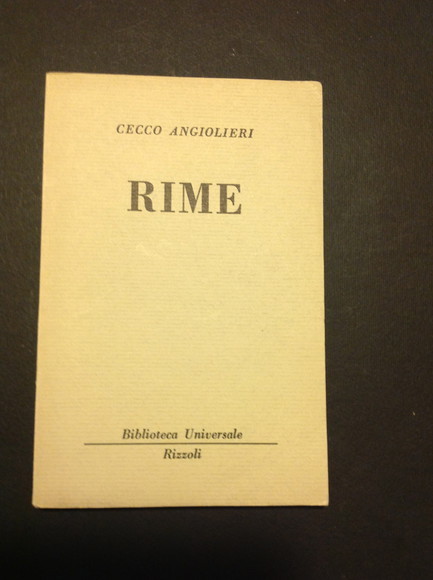 CECCO ANGIOLIERI
RIME
Biblioteca Universale
Rizzoli